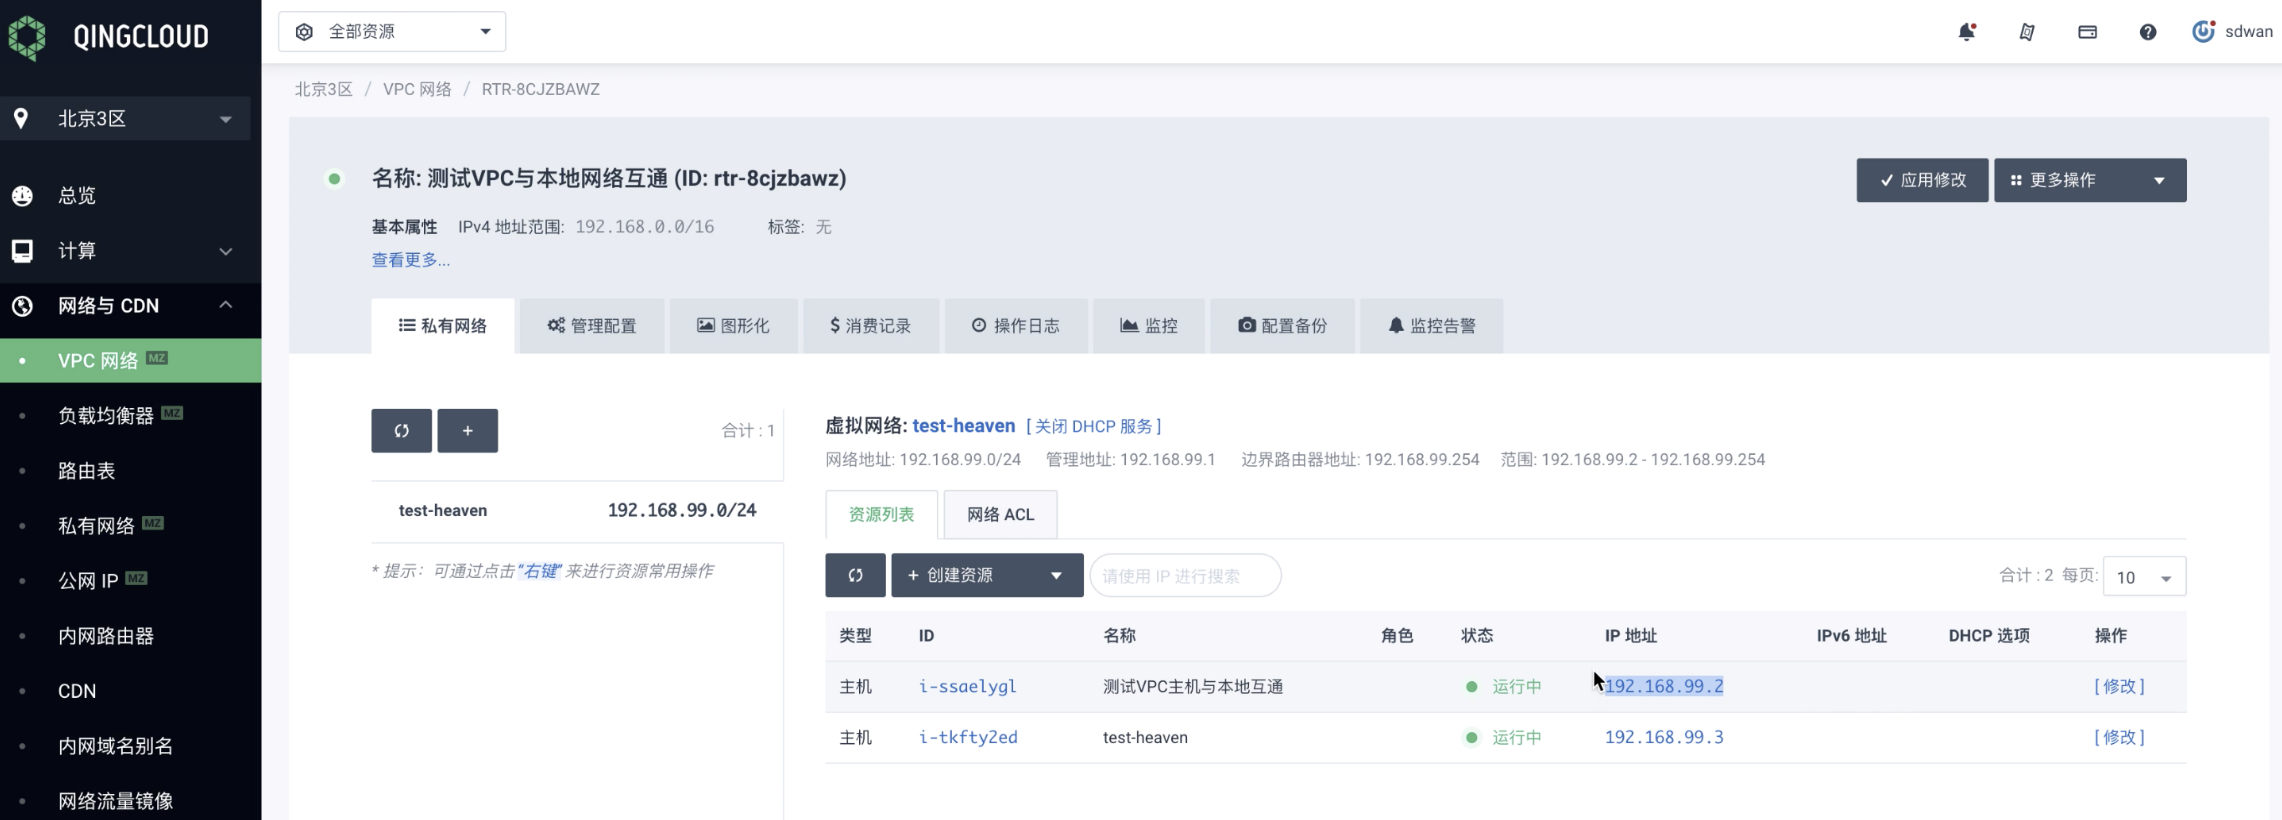 QINGCLOUD
全部资源
sdwan
北京3区
北京3区 / VPC 网络 / RTR-8CJZBAWZ
总览
计算
网络与 CDN
VPC 网络 MZ
负载均衡器 MZ
路由表
私有网络 MZ
公网 IP MZ
内网路由器
CDN
内网域名别名
网络流量镜像
名称: 测试VPC与本地网络互通 (ID: rtr-8cjzbawz)
应用修改
更多操作
基本属性 IPv4 地址范围: 192.168.0.0/16 标签: 无
查看更多...
私有网络 管理配置 图形化 $ 消费记录 操作日志 监控 配置备份 监控告警
+ 合计 : 1
test-heaven 192.168.99.0/24
* 提示：可通过点击“右键”来进行资源常用操作
虚拟网络: test-heaven [ 关闭 DHCP 服务 ]
网络地址: 192.168.99.0/24 管理地址: 192.168.99.1 边界路由器地址: 192.168.99.254 范围: 192.168.99.2 - 192.168.99.254
资源列表 网络 ACL
+ 创建资源 请使用 IP 进行搜索 合计 : 2 每页: 10
类型 ID 名称 角色 状态 IP 地址 IPv6 地址 DHCP 选项 操作
主机 i-ssaelygl 测试VPC主机与本地互通 运行中 192.168.99.2 [ 修改 ]
主机 i-tkfty2ed test-heaven 运行中 192.168.99.3 [ 修改 ]